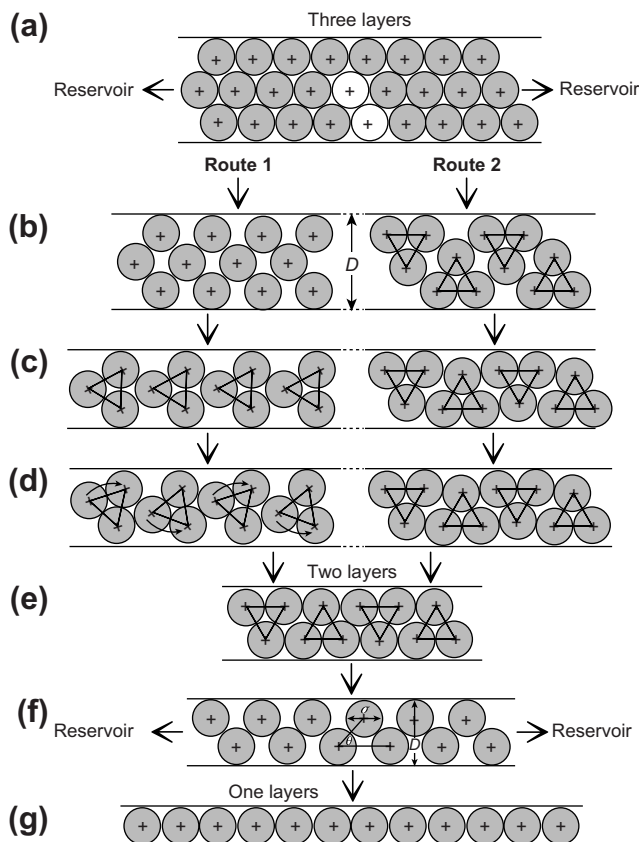 (a)
Three layers
Reservoir
Reservoir
Route 1
Route 2
(b)
D
(c)
(d)
Two layers
(e)
(f)
Reservoir
σ
θ
D
Reservoir
One layers
(g)